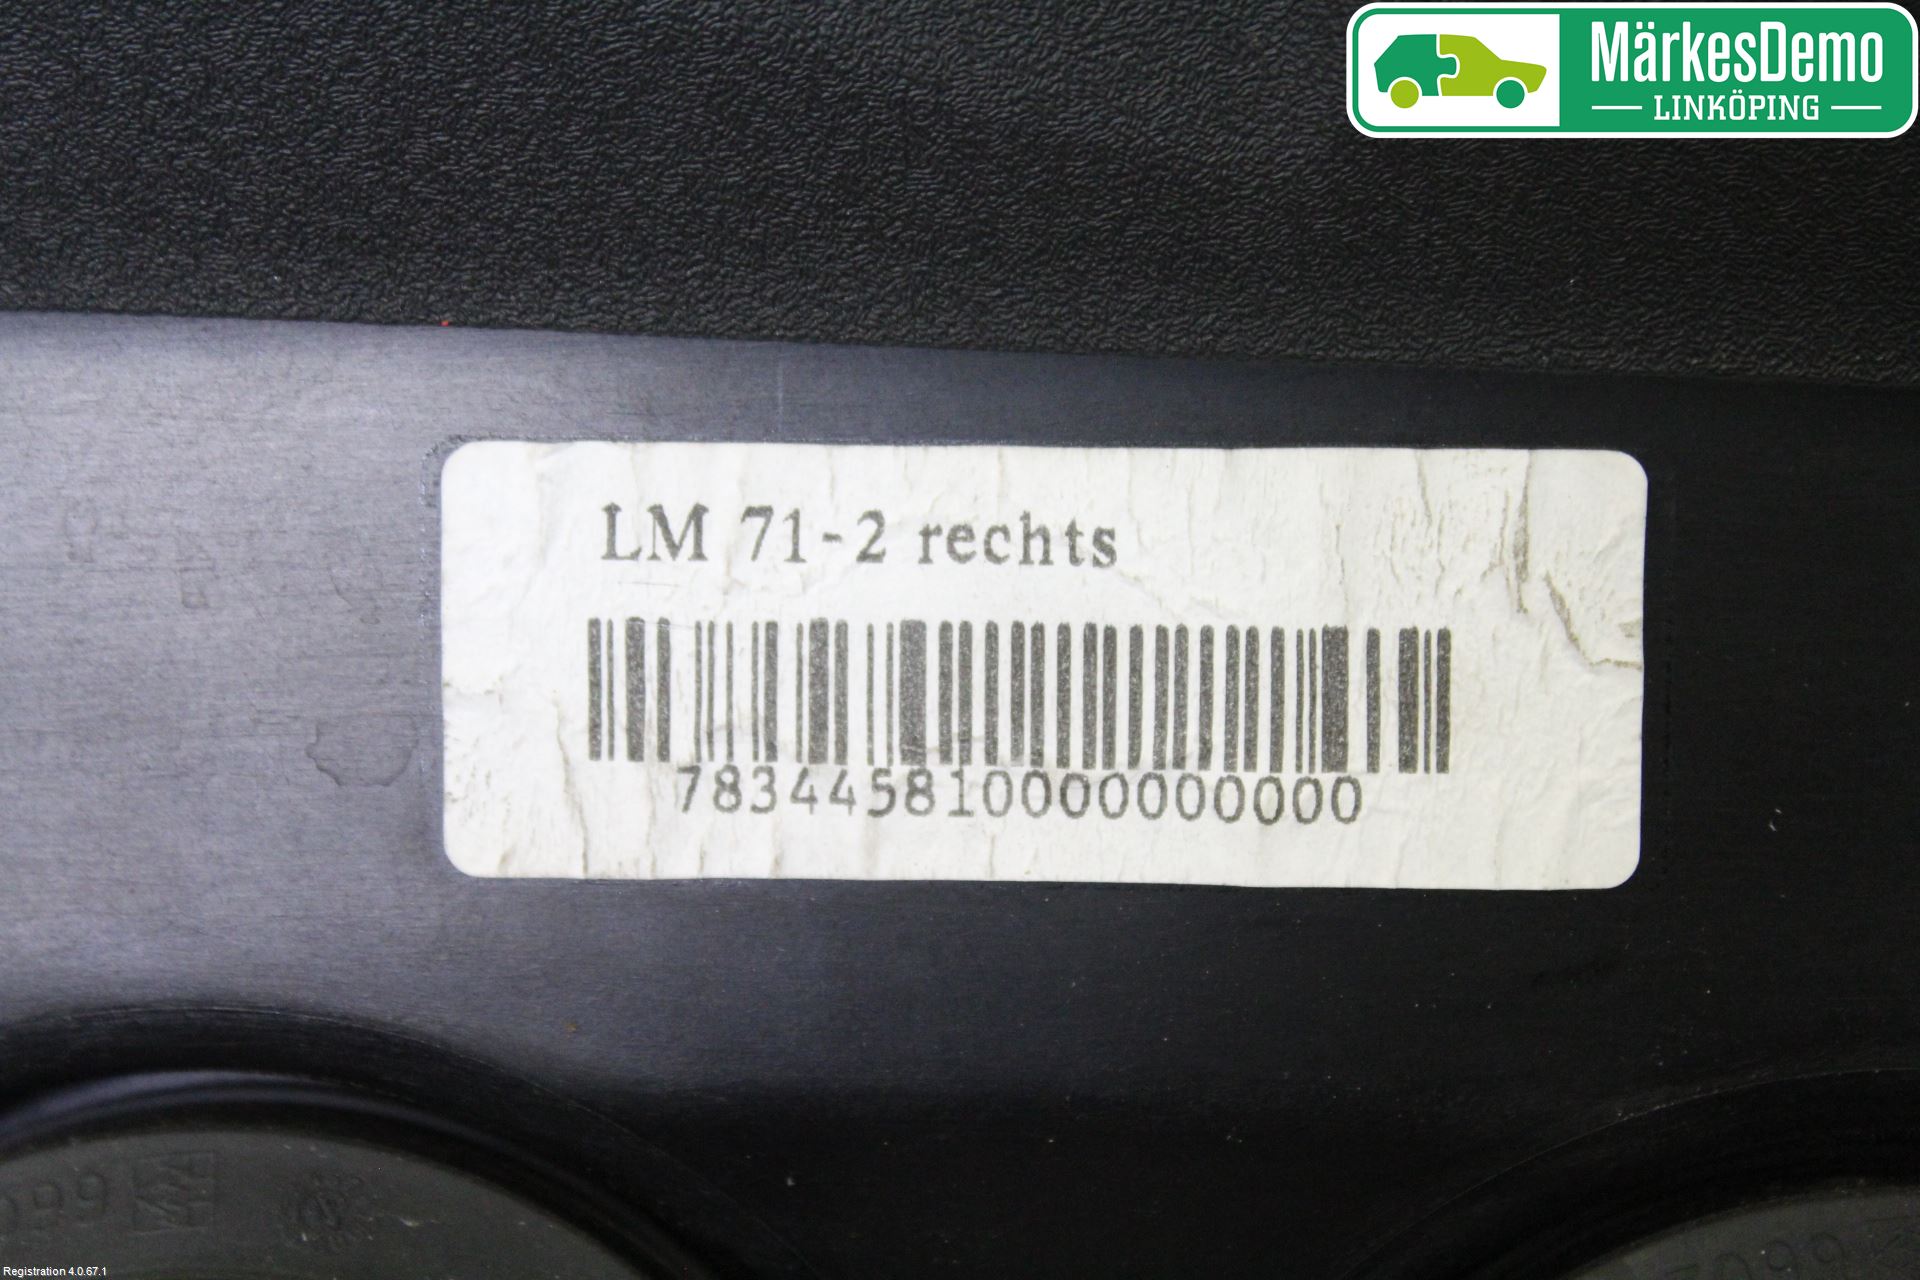 MärkesDemo
LINKÖPING
LM 71-2 rechts
783445810000000000
Registration 4.0.67.1